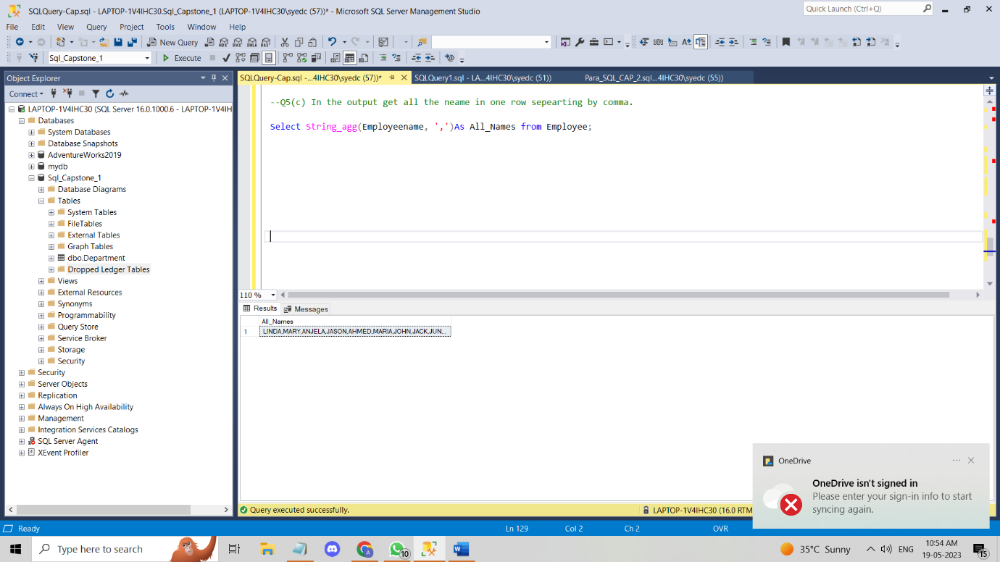 SQLQuery-Cap.sql - LAPTOP-1V4IHC30.Sql_Capstone_1 (LAPTOP-1V4IHC30\syedc (57))* - Microsoft SQL Server Management Studio
Quick Launch (Ctrl+Q)
File Edit View Query Project Tools Window Help
New Query
Sql_Capstone_1 Execute
Object Explorer
SQLQuery-Cap.sql -...4IHC30\syedc (57))* SQLQuery1.sql - LA...4IHC30\syedc (51)) Para_SQL_CAP_2.sql...4IHC30\syedc (55))
Connect
LAPTOP-1V4IHC30 (SQL Server 16.0.1000.6 - LAPTOP-1V4IH
Databases
System Databases
Database Snapshots
AdventureWorks2019
mydb
Sql_Capstone_1
Database Diagrams
Tables
System Tables
FileTables
External Tables
Graph Tables
dbo.Department
Dropped Ledger Tables
Views
External Resources
Synonyms
Programmability
Query Store
Service Broker
Storage
Security
Security
Server Objects
Replication
Always On High Availability
Management
Integration Services Catalogs
SQL Server Agent
XEvent Profiler
--Q5(c) In the output get all the neame in one row sepearting by comma.
Select String_agg(Employeename, ',')As All_Names from Employee;
110 %
Results Messages
All_Names
1 LINDA,MARY,ANJELA,JASON,AHMED,MARIA,JOHN,JACK,JUN...
Query executed successfully. LAPTOP-1V4IHC30 (16.0 RTM
OneDrive
OneDrive isn't signed in
Please enter your sign-in info to start
syncing again.
Ready Ln 129 Col 2 Ch 2 OVR
Type here to search
10
35°C Sunny ENG
10:54 AM
19-05-2023
15